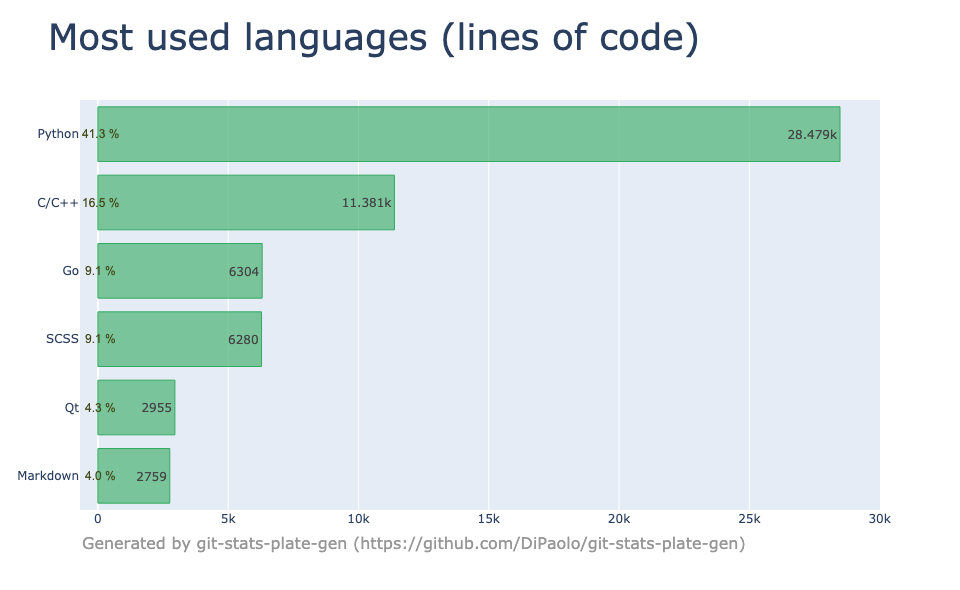 Most used languages (lines of code)
Python 41.3 % 28.479k
C/C++ 16.5 % 11.381k
Go 9.1 % 6304
SCSS 9.1 % 6280
Qt 4.3 % 2955
Markdown 4.0 % 2759
0 5k 10k 15k 20k 25k 30k
Generated by git-stats-plate-gen (https://github.com/DiPaolo/git-stats-plate-gen)